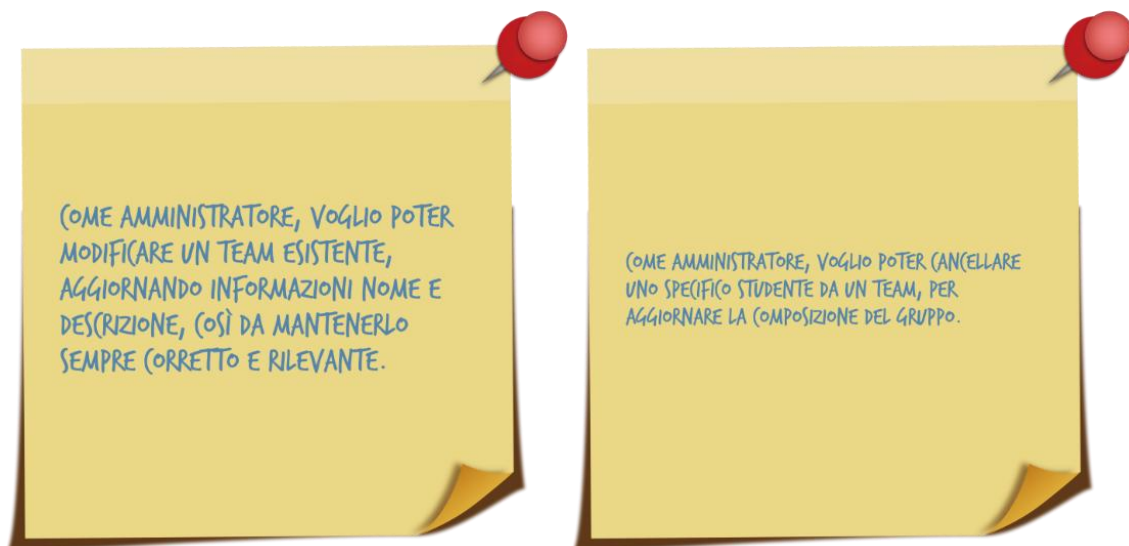 COME AMMINISTRATORE, VOGLIO POTER
MODIFICARE UN TEAM ESISTENTE,
AGGIORNANDO INFORMAZIONI NOME E
DESCRIZIONE, COSÌ DA MANTENERLO
SEMPRE CORRETTO E RILEVANTE.
COME AMMINISTRATORE, VOGLIO POTER CANCELLARE
UNO SPECIFICO STUDENTE DA UN TEAM, PER
AGGIORNARE LA COMPOSIZIONE DEL GRUPPO.